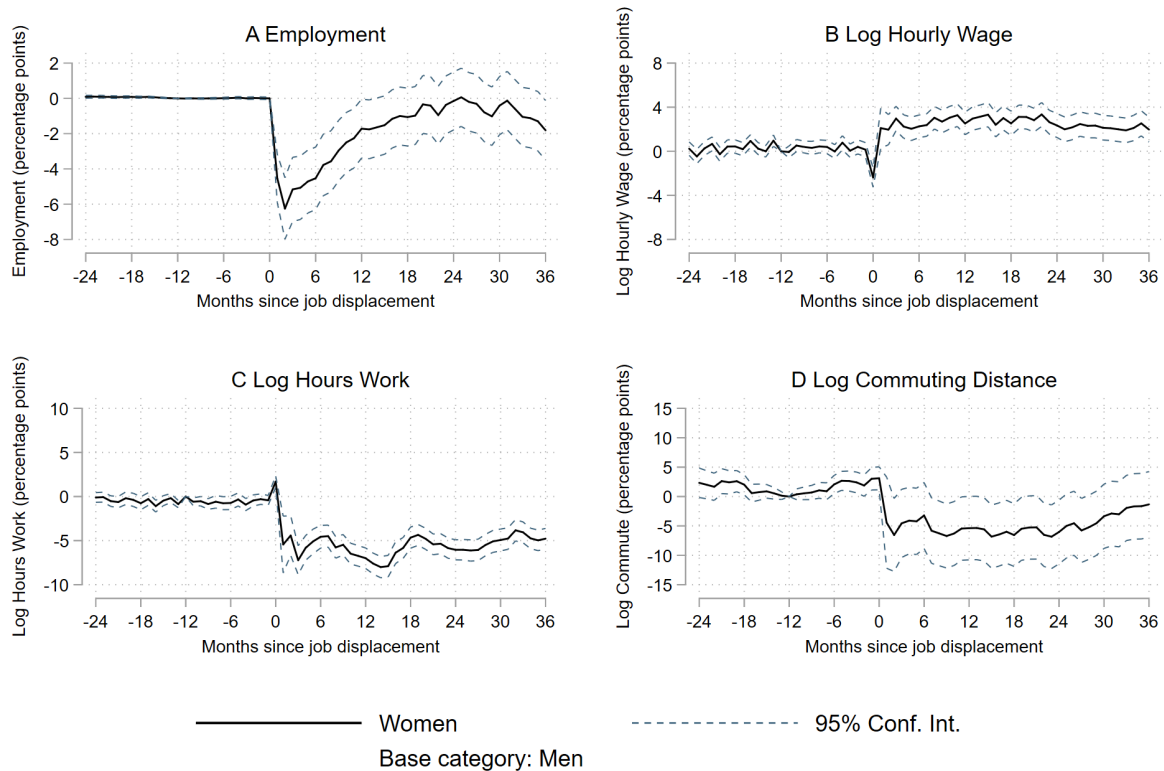 A Employment
Employment (percentage points)
2
0
-2
-4
-6
-8
-24 -18 -12 -6 0 6 12 18 24 30 36
Months since job displacement
B Log Hourly Wage
Log Hourly Wage (percentage points)
8
4
0
-4
-8
-24 -18 -12 -6 0 6 12 18 24 30 36
Months since job displacement
C Log Hours Work
Log Hours Work (percentage points)
10
5
0
-5
-10
-24 -18 -12 -6 0 6 12 18 24 30 36
Months since job displacement
D Log Commuting Distance
Log Commute (percentage points)
15
10
5
0
-5
-10
-15
-24 -18 -12 -6 0 6 12 18 24 30 36
Months since job displacement
Women 95% Conf. Int.
Base category: Men